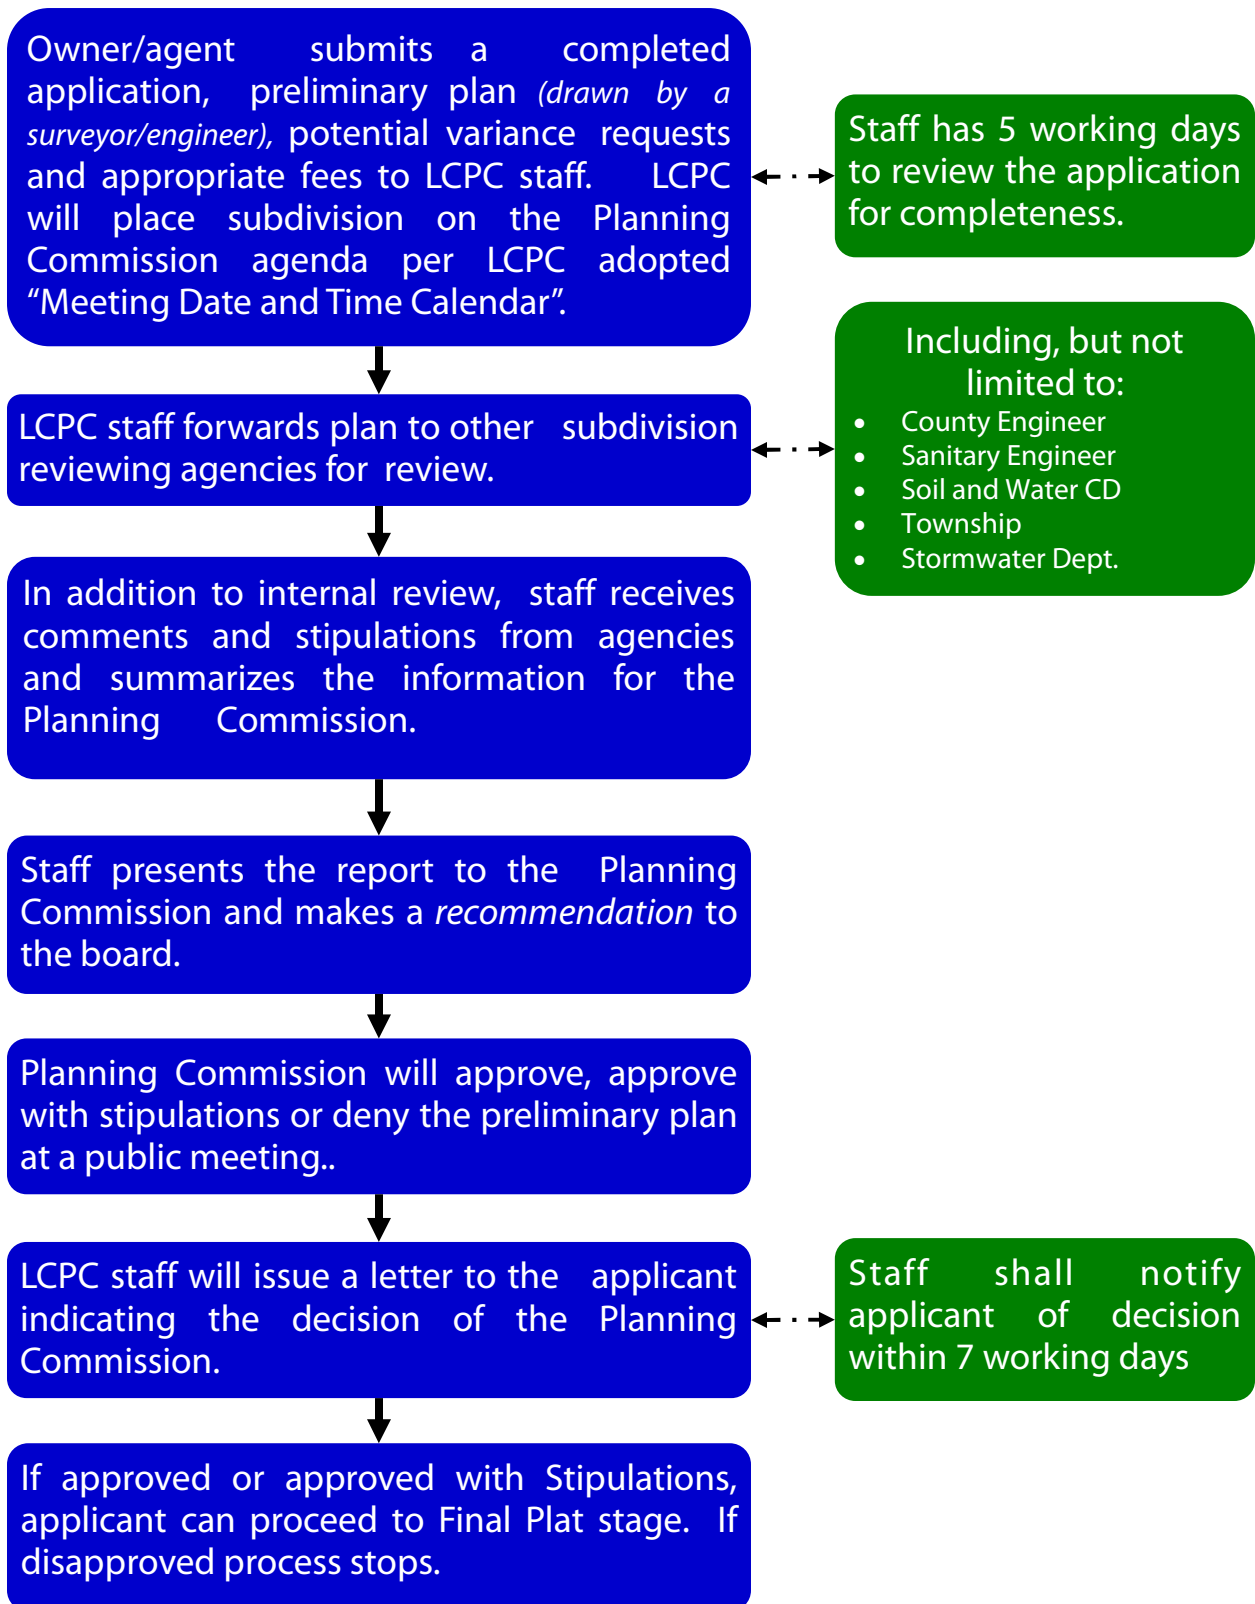 Owner/agent submits a completed
application, preliminary plan (drawn by a
surveyor/engineer), potential variance requests
and appropriate fees to LCPC staff. LCPC
will place subdivision on the Planning
Commission agenda per LCPC adopted
“Meeting Date and Time Calendar”.
Staff has 5 working days
to review the application
for completeness.
LCPC staff forwards plan to other subdivision
reviewing agencies for review.
Including, but not
limited to:
• County Engineer
• Sanitary Engineer
• Soil and Water CD
• Township
• Stormwater Dept.
In addition to internal review, staff receives
comments and stipulations from agencies
and summarizes the information for the
Planning Commission.
Staff presents the report to the Planning
Commission and makes a recommendation to
the board.
Planning Commission will approve, approve
with stipulations or deny the preliminary plan
at a public meeting..
LCPC staff will issue a letter to the applicant
indicating the decision of the Planning
Commission.
Staff shall notify
applicant of decision
within 7 working days
If approved or approved with Stipulations,
applicant can proceed to Final Plat stage. If
disapproved process stops.